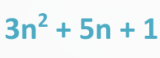 3n² + 5n + 1